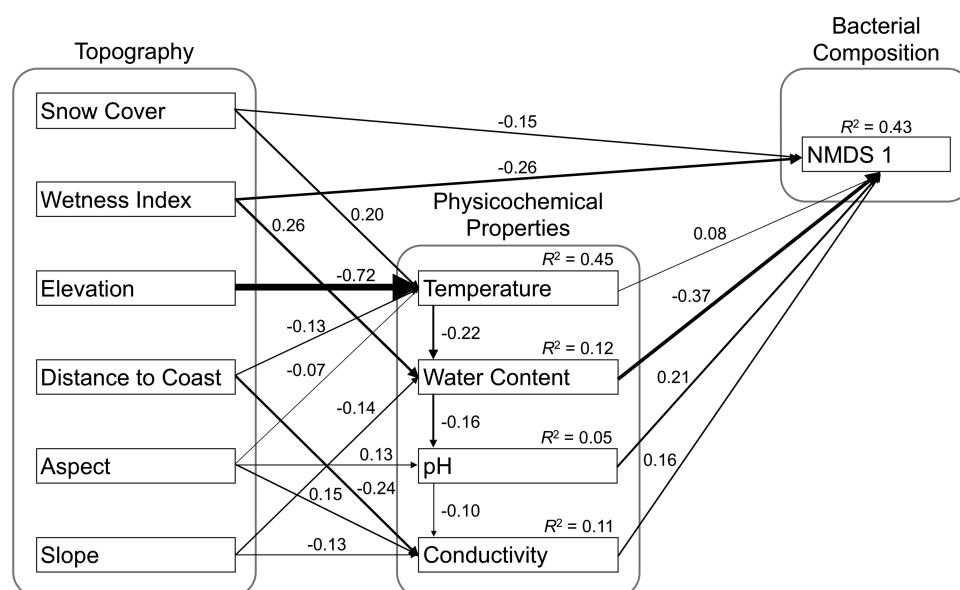 Bacterial
Composition
Topography
Snow Cover
-0.15
R² = 0.43
NMDS 1
-0.26
Wetness Index
Physicochemical
Properties
0.20
0.26
0.08
R² = 0.45
-0.72
Elevation
Temperature
-0.37
-0.13
-0.22
R² = 0.12
-0.07
Distance to Coast
Water Content
0.21
-0.14
-0.16
R² = 0.05
0.13
Aspect
pH
0.16
0.15
-0.24
-0.10
R² = 0.11
-0.13
Slope
Conductivity